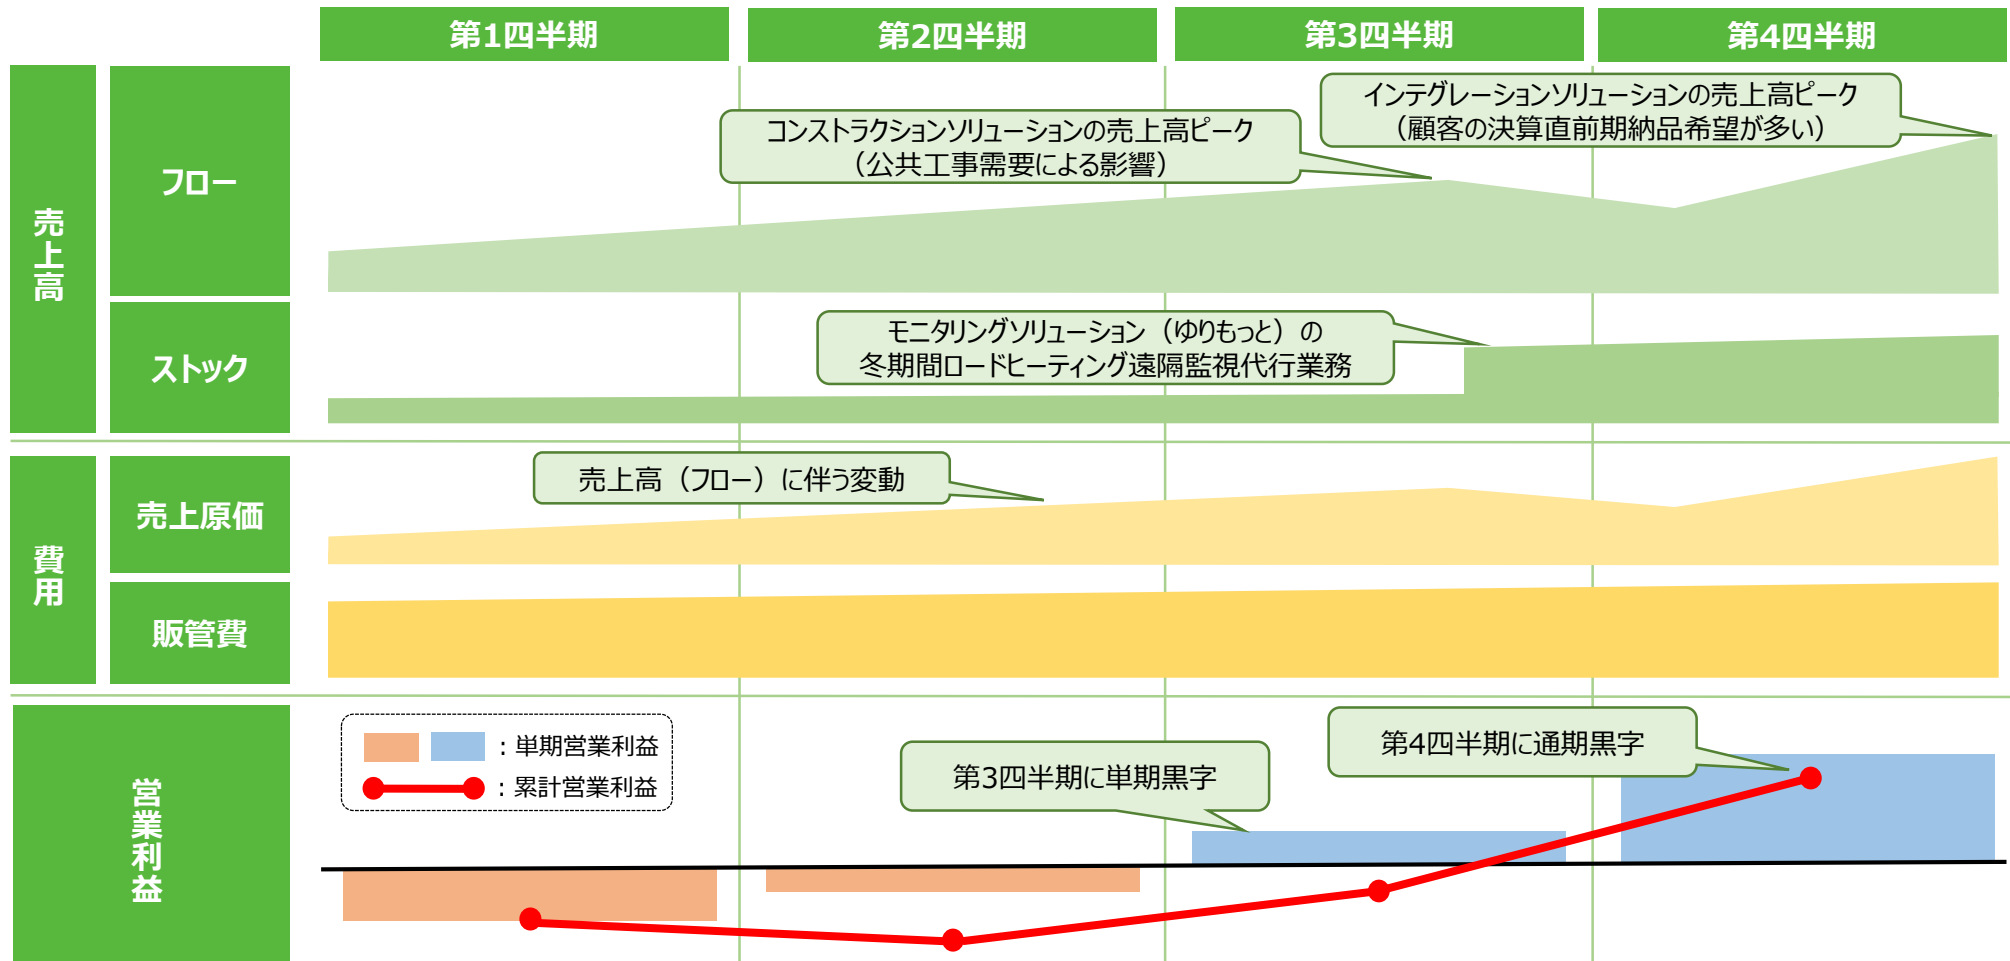 第1四半期
第2四半期
第3四半期
第4四半期
売上高
フロー
コンストラクションソリューションの売上高ピーク
（公共工事需要による影響）
インテグレーションソリューションの売上高ピーク
（顧客の決算直前期納品希望が多い）
ストック
モニタリングソリューション（ゆりもっと）の
冬期間ロードヒーティング遠隔監視代行業務
費用
売上原価
売上高（フロー）に伴う変動
販管費
営業利益
：単期営業利益
：累計営業利益
第3四半期に単期黒字
第4四半期に通期黒字